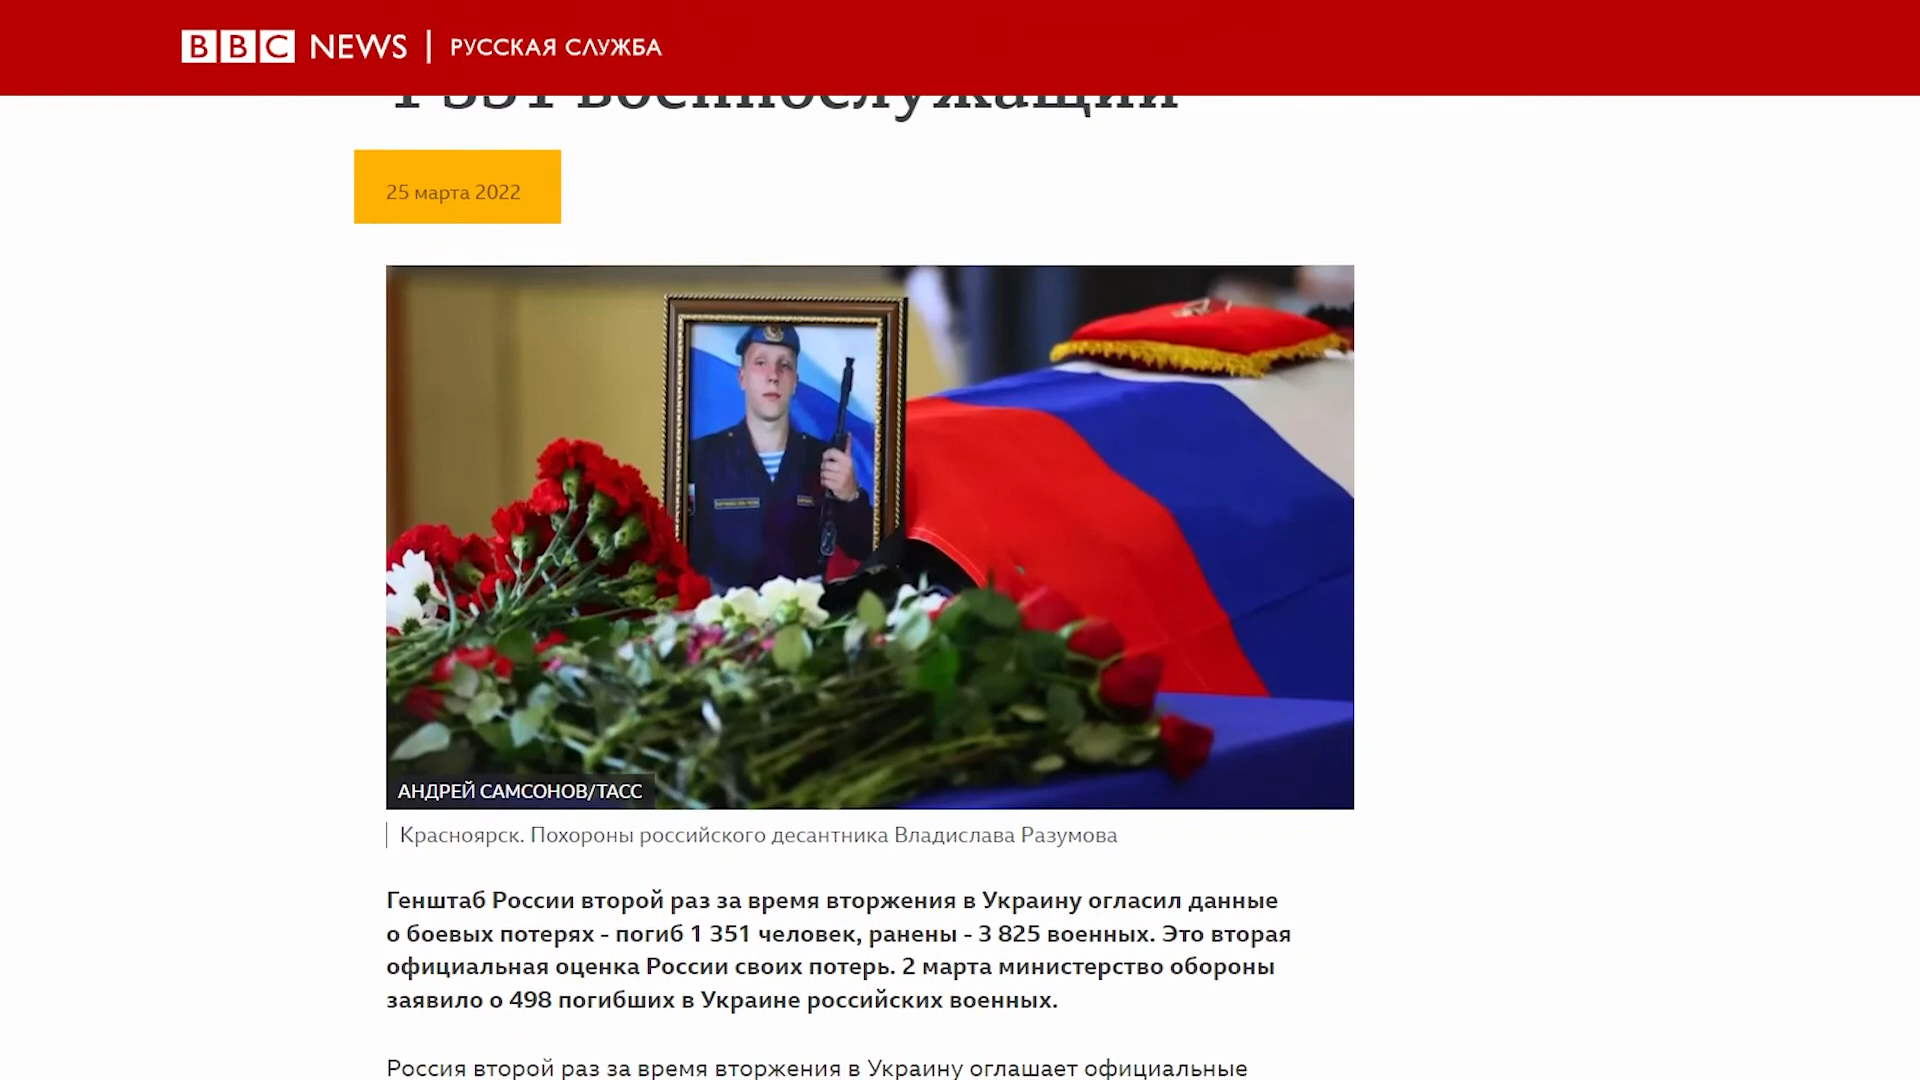 BBC NEWS | РУССКАЯ СЛУЖБА
1 351 военнослужащий
25 марта 2022
АНДРЕЙ САМСОНОВ/ТАСС
Красноярск. Похороны российского десантника Владислава Разумова
Генштаб России второй раз за время вторжения в Украину огласил данные
о боевых потерях - погиб 1 351 человек, ранены - 3 825 военных. Это вторая
официальная оценка России своих потерь. 2 марта министерство обороны
заявило о 498 погибших в Украине российских военных.
Россия второй раз за время вторжения в Украину оглашает официальные